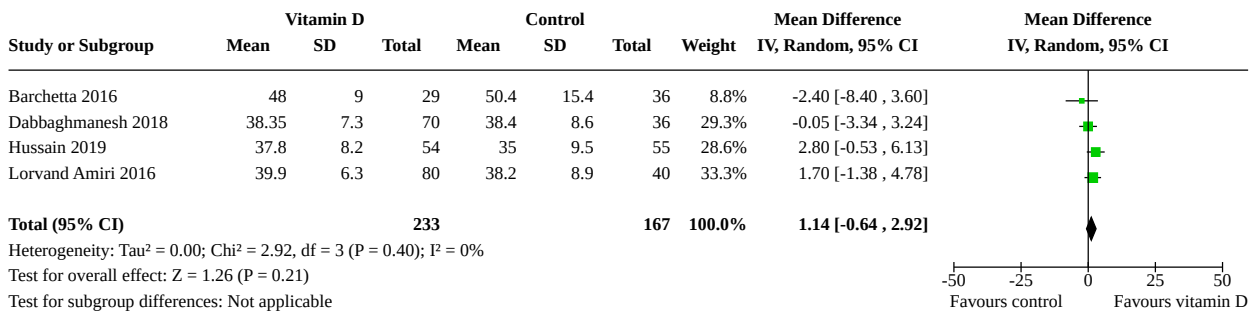 Vitamin D Control Mean Difference Mean Difference
Study or Subgroup Mean SD Total Mean SD Total Weight IV, Random, 95% CI IV, Random, 95% CI
Barchetta 2016 48 9 29 50.4 15.4 36 8.8% -2.40 [-8.40 , 3.60]
Dabbaghmanesh 2018 38.35 7.3 70 38.4 8.6 36 29.3% -0.05 [-3.34 , 3.24]
Hussain 2019 37.8 8.2 54 35 9.5 55 28.6% 2.80 [-0.53 , 6.13]
Lorvand Amiri 2016 39.9 6.3 80 38.2 8.9 40 33.3% 1.70 [-1.38 , 4.78]
Total (95% CI) 233 167 100.0% 1.14 [-0.64 , 2.92]
Heterogeneity: Tau² = 0.00; Chi² = 2.92, df = 3 (P = 0.40); I² = 0%
Test for overall effect: Z = 1.26 (P = 0.21)
Test for subgroup differences: Not applicable
-50 -25 0 25 50
Favours control Favours vitamin D